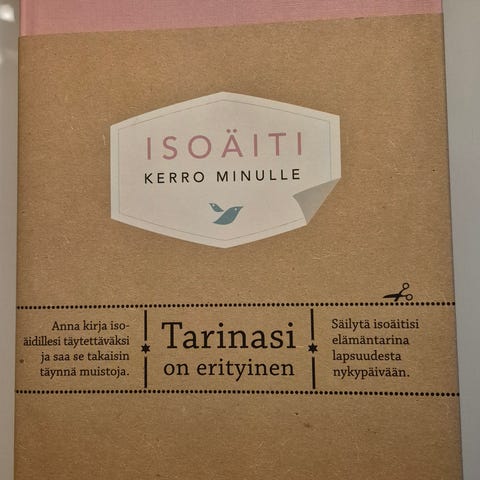 ISOÄITI
KERRO MINULLE
Anna kirja iso-
äidillesi täytettäväksi
ja saa se takaisin
täynnä muistoja.
Tarinasi
on erityinen
Säilytä isoäitisi
elämäntarina
lapsuudesta
nykypäivään.